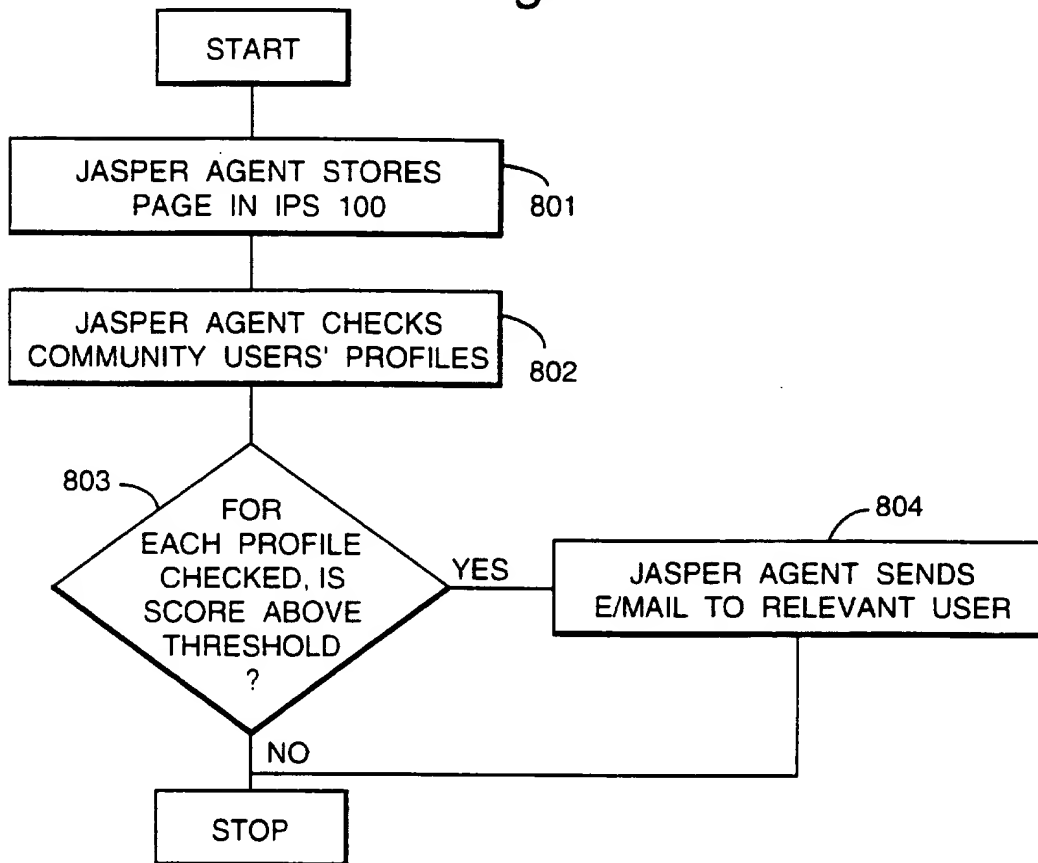 START
JASPER AGENT STORES
PAGE IN IPS 100
801
JASPER AGENT CHECKS
COMMUNITY USERS' PROFILES
802
803
FOR
EACH PROFILE
CHECKED, IS
SCORE ABOVE
THRESHOLD
?
YES
804
JASPER AGENT SENDS
E/MAIL TO RELEVANT USER
NO
STOP